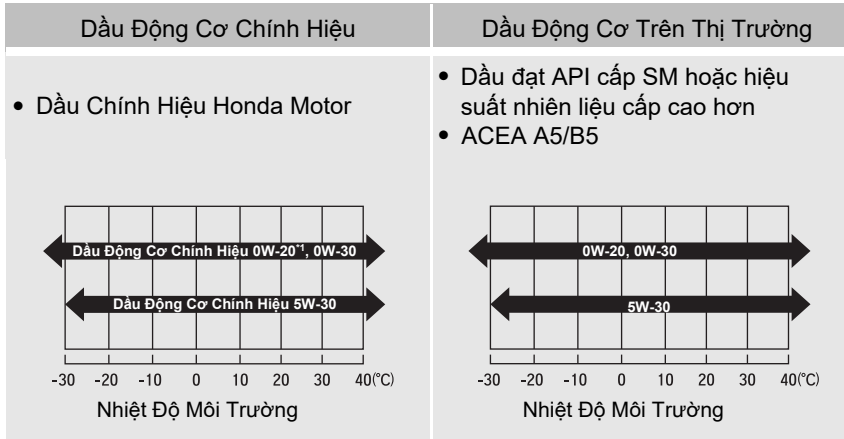 Dầu Động Cơ Chính Hiệu
Dầu Động Cơ Trên Thị Trường
• Dầu Chính Hiệu Honda Motor
• Dầu đạt API cấp SM hoặc hiệu
suất nhiên liệu cấp cao hơn
• ACEA A5/B5
Dầu Động Cơ Chính Hiệu 0W-20*1, 0W-30
Dầu Động Cơ Chính Hiệu 5W-30
-30 -20 -10 0 10 20 30 40(°C)
Nhiệt Độ Môi Trường
0W-20, 0W-30
5W-30
-30 -20 -10 0 10 20 30 40(°C)
Nhiệt Độ Môi Trường